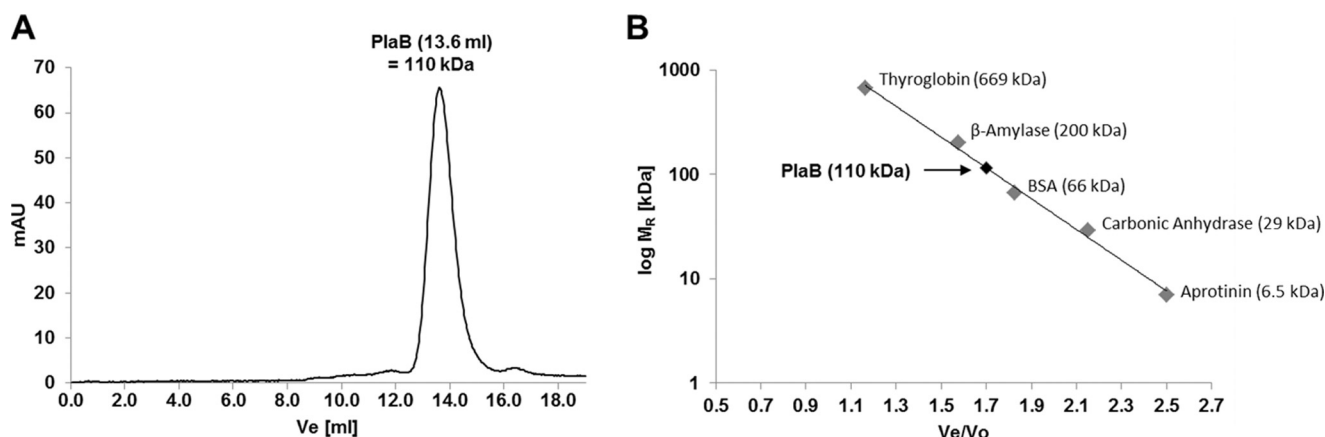 A
PlaB (13.6 ml)
= 110 kDa
70
60
50
40
30
20
10
0
mAU
0.0 2.0 4.0 6.0 8.0 10.0 12.0 14.0 16.0 18.0
Ve [ml]
B
1000
100
10
1
log MR [kDa]
Thyroglobin (669 kDa)
β-Amylase (200 kDa)
PlaB (110 kDa)
BSA (66 kDa)
Carbonic Anhydrase (29 kDa)
Aprotinin (6.5 kDa)
0.5 0.7 0.9 1.1 1.3 1.5 1.7 1.9 2.1 2.3 2.5 2.7
Ve/Vo